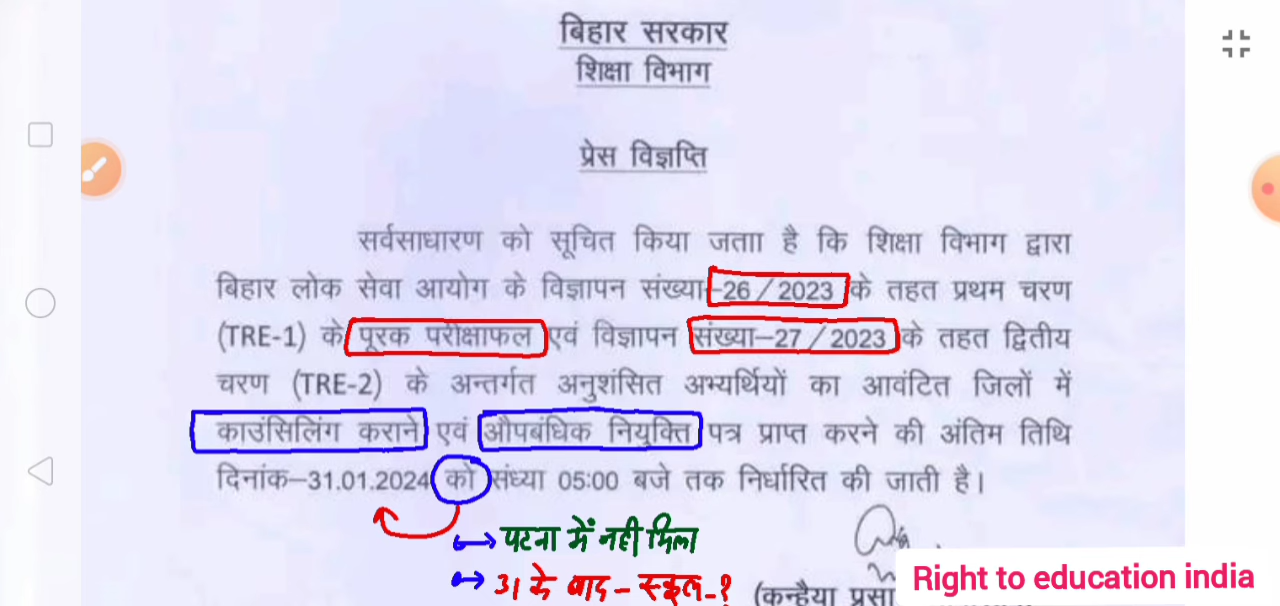 बिहार सरकार
शिक्षा विभाग
प्रेस विज्ञप्ति
सर्वसाधारण को सूचित किया जताा है कि शिक्षा विभाग द्वारा
बिहार लोक सेवा आयोग के विज्ञापन संख्या-26/2023 के तहत प्रथम चरण
(TRE-1) के पूरक परीक्षाफल एवं विज्ञापन संख्या-27/2023 के तहत द्वितीय
चरण (TRE-2) के अन्तर्गत अनुशंसित अभ्यर्थियों का आवंटित जिलों में
काउंसिलिंग कराने एवं औपबंधिक नियुक्ति पत्र प्राप्त करने की अंतिम तिथि
दिनांक-31.01.2024 को संध्या 05:00 बजे तक निर्धारित की जाती है।
पटना में नही मिला
31 के बाद - स्कूल-?
(कन्हैया
Right to education india